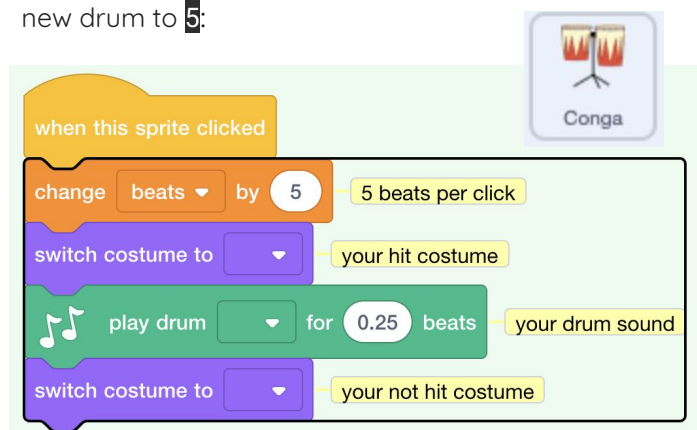 new drum to 5:
Conga
when this sprite clicked
change beats by 5 5 beats per click
switch costume to your hit costume
play drum for 0.25 beats your drum sound
switch costume to your not hit costume